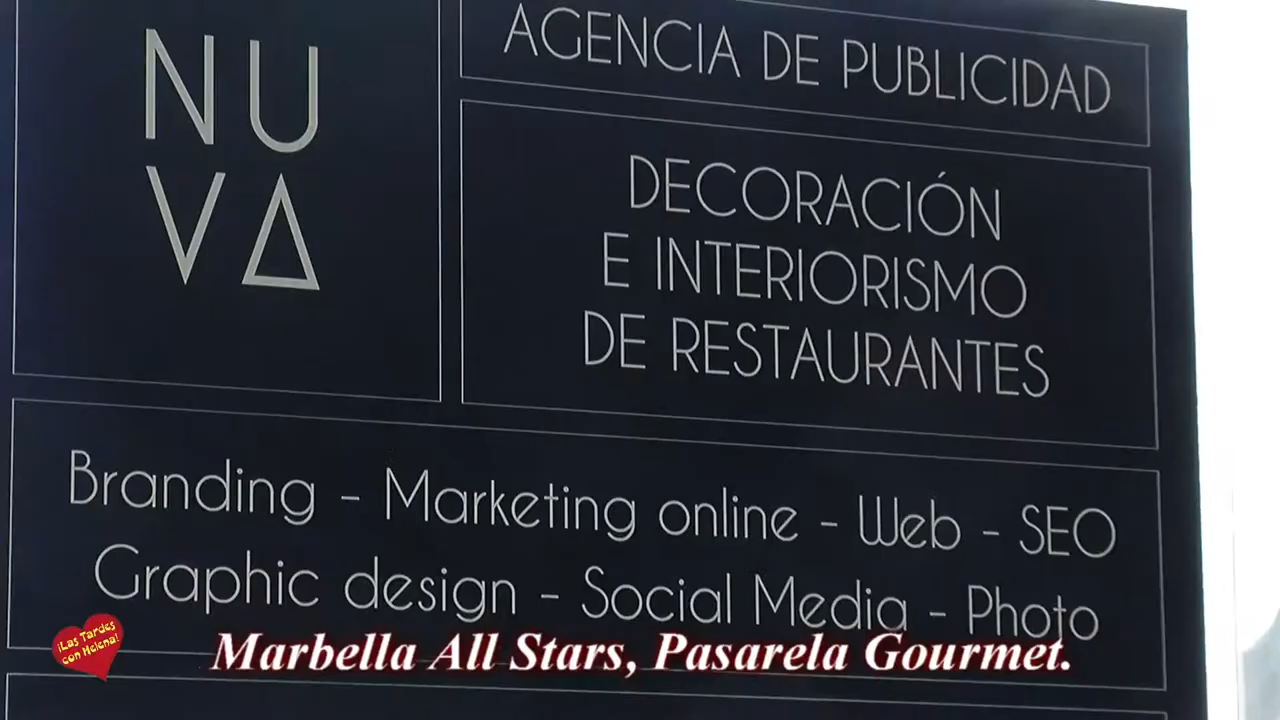 NU
VA
AGENCIA DE PUBLICIDAD
DECORACIÓN
E INTERIORISMO
DE RESTAURANTES
Branding - Marketing online - Web - SEO
Graphic design - Social Media - Photo
¡Las Tardes
con Helena!
Marbella All Stars, Pasarela Gourmet.